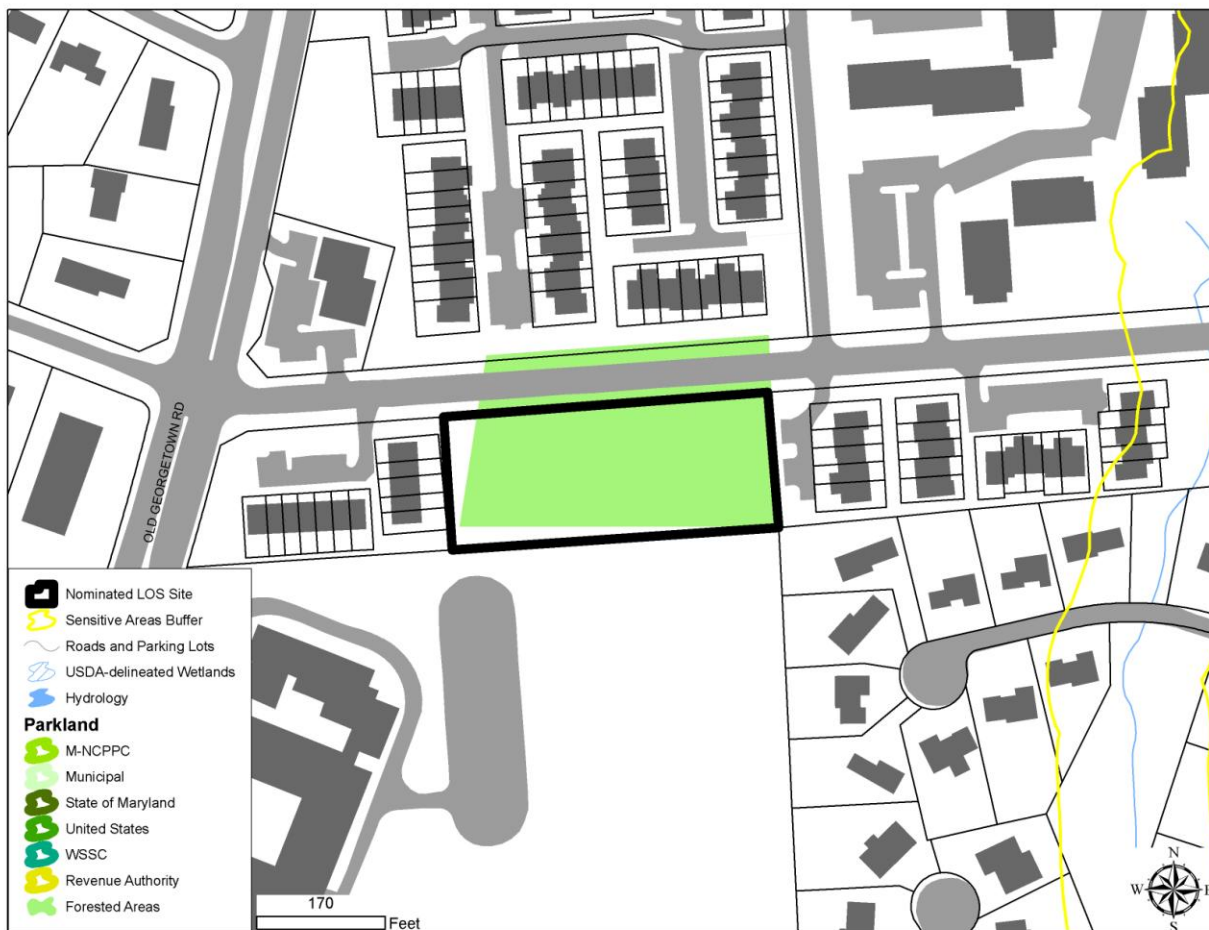 OLD GEORGETOWN RD
Nominated LOS Site
Sensitive Areas Buffer
Roads and Parking Lots
USDA-delineated Wetlands
Hydrology
Parkland
M-NCPPC
Municipal
State of Maryland
United States
WSSC
Revenue Authority
Forested Areas
170
Feet
N
W E
S